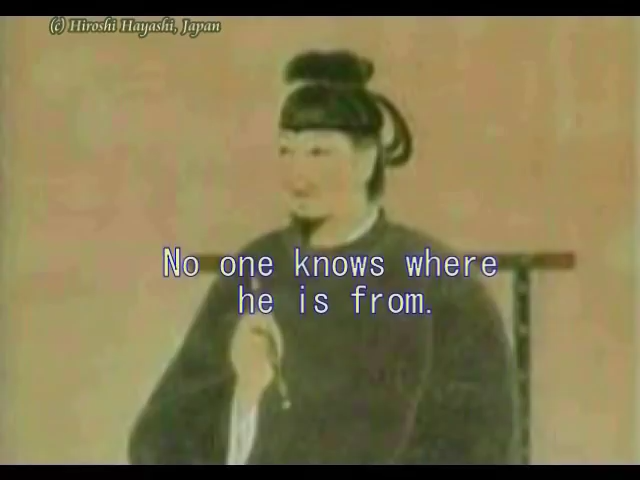 (c) Hiroshi Hayashi, Japan
No one knows where
he is from.